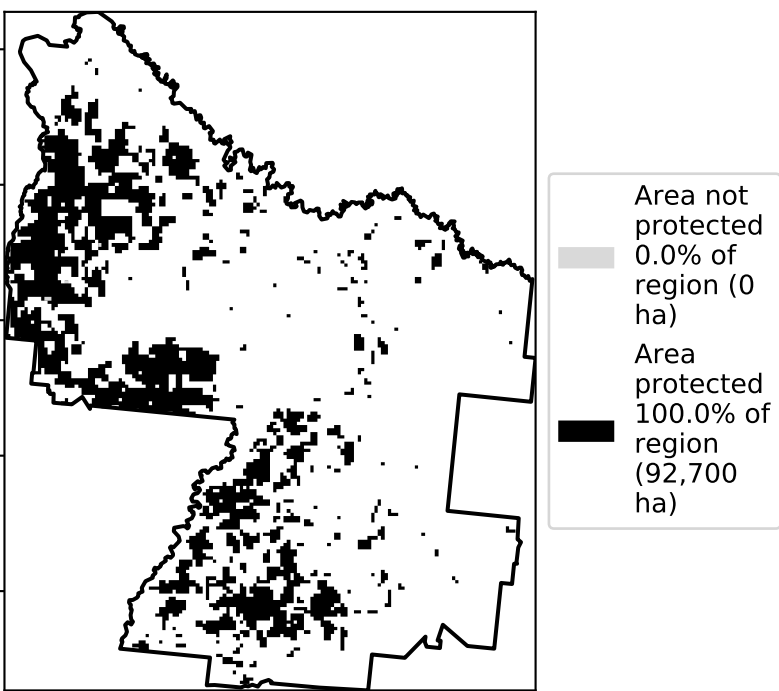 Area not
protected
0.0% of
region (0
ha)
Area
protected
100.0% of
region
(92,700
ha)